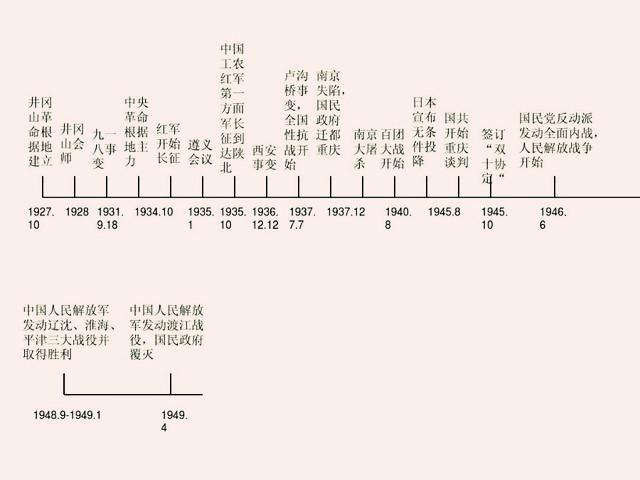 井冈
山革
命根
据地
建立
井冈
山会
师
九一
八事
变
中央
革命
根据
地主
力
红军
开始
长征
遵义
会议
中国
工农
红军
第一
方面
军长
征到
达陕
北
西安
事变
卢沟
桥事
变，
全国
性抗
战开
始
南京
失陷，
国民
政府
迁都
重庆
南京
大屠
杀
百团
大战
开始
日本
宣布
无条
件投
降
国共
开始
重庆
谈判
签订
“双
十协
定“
国民党反动派
发动全面内战，
人民解放战争
开始
1927.
10
1928
1931.
9.18
1934.10
1935.
1
1935.
10
1936.
12.12
1937.
7.7
1937.12
1940.
8
1945.8
1945.
10
1946.
6
中国人民解放军
发动辽沈、淮海、
平津三大战役并
取得胜利
中国人民解放
军发动渡江战
役，国民政府
覆灭
1948.9-1949.1
1949.
4